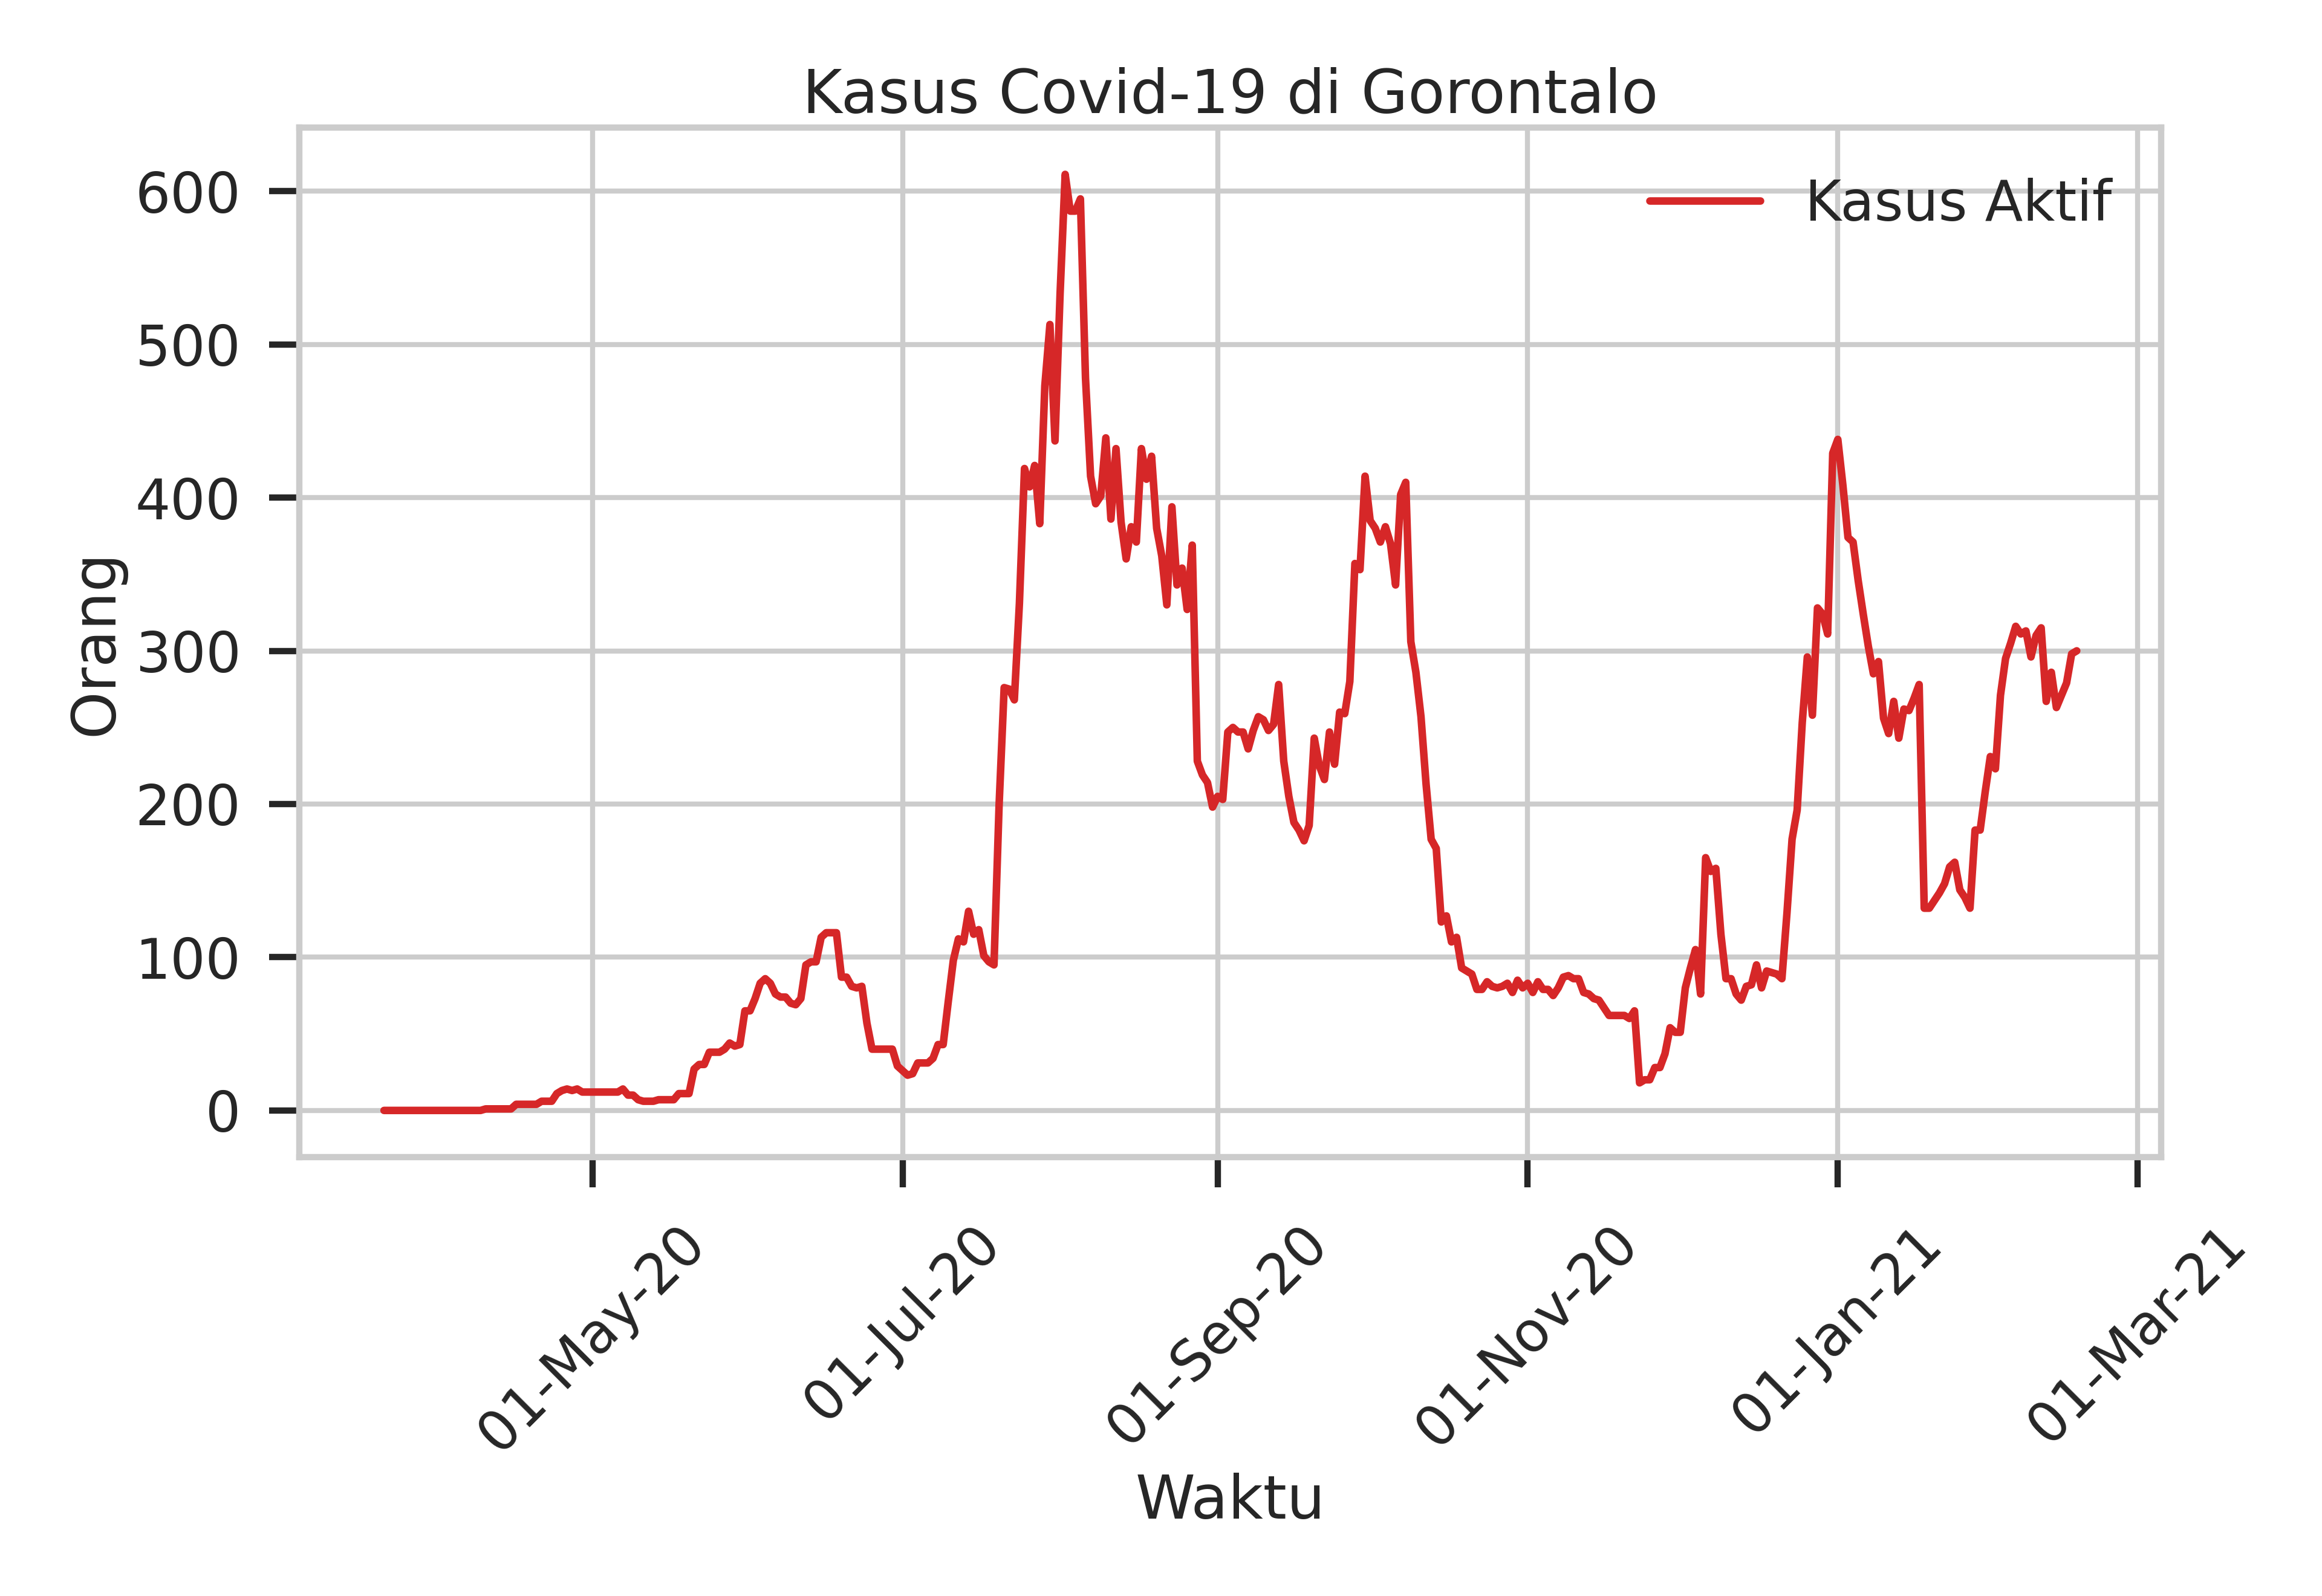 Kasus Covid-19 di Gorontalo
Kasus Aktif
600
500
400
300
200
100
0
Orang
01-May-20
01-Jul-20
01-Sep-20
01-Nov-20
01-Jan-21
01-Mar-21
Waktu